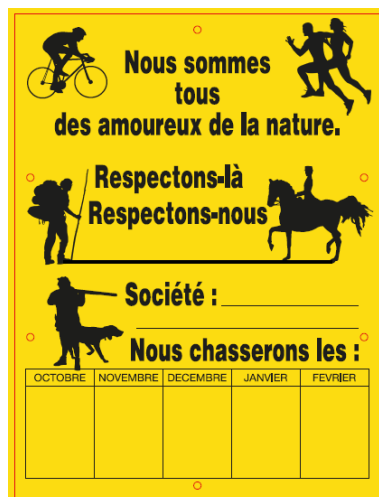 Nous sommes
tous
des amoureux de la nature.
Respectons-là
Respectons-nous
Société :
Nous chasserons les :
OCTOBRE NOVEMBRE DECEMBRE JANVIER FEVRIER